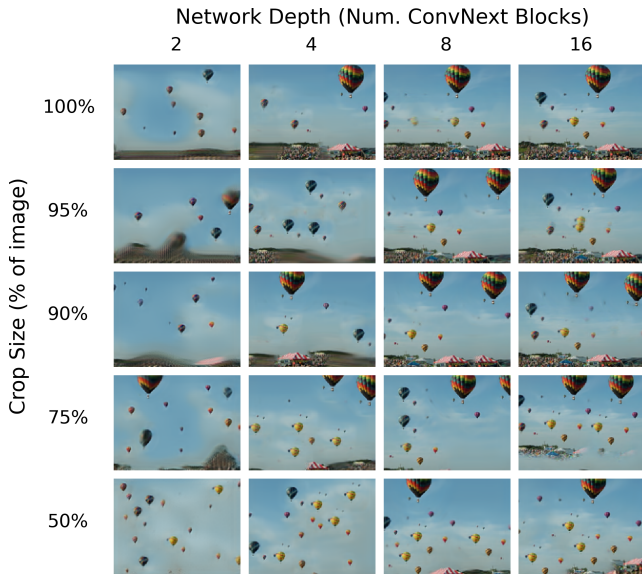 Network Depth (Num. ConvNext Blocks)
2 4 8 16
Crop Size (% of image)
100%
95%
90%
75%
50%